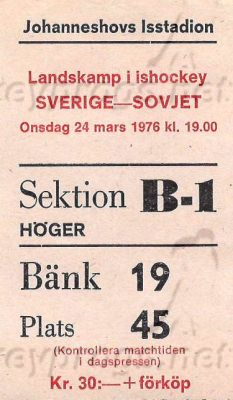 Johanneshovs Isstadion
Landskamp i ishockey
SVERIGE—SOVJET
Onsdag 24 mars 1976 kl. 19.00
Sektion B-1
HÖGER
Bänk 19
Plats 45
(Kontrollera matchtiden
i dagspressen)
Kr. 30:— + förköp